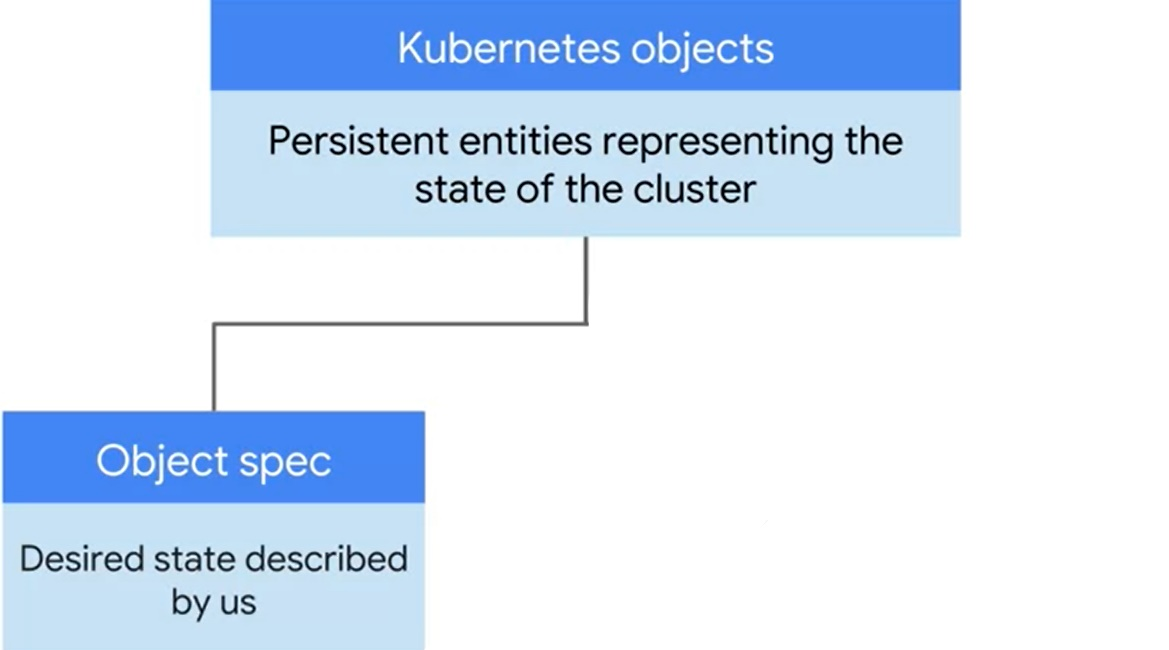 Kubernetes objects
Persistent entities representing the
state of the cluster
Object spec
Desired state described
by us